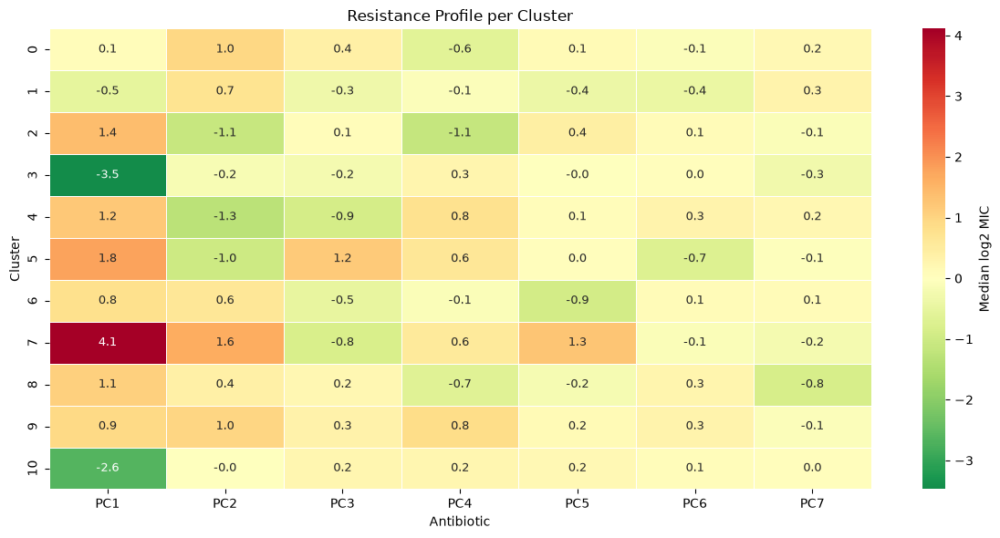 Resistance Profile per Cluster
0 0.1 1.0 0.4 -0.6 0.1 -0.1 0.2
1 -0.5 0.7 -0.3 -0.1 -0.4 -0.4 0.3
2 1.4 -1.1 0.1 -1.1 0.4 0.1 -0.1
3 -3.5 -0.2 -0.2 0.3 -0.0 0.0 -0.3
4 1.2 -1.3 -0.9 0.8 0.1 0.3 0.2
5 1.8 -1.0 1.2 0.6 0.0 -0.7 -0.1
6 0.8 0.6 -0.5 -0.1 -0.9 0.1 0.1
7 4.1 1.6 -0.8 0.6 1.3 -0.1 -0.2
8 1.1 0.4 0.2 -0.7 -0.2 0.3 -0.8
9 0.9 1.0 0.3 0.8 0.2 0.3 -0.1
10 -2.6 -0.0 0.2 0.2 0.2 0.1 0.0
PC1 PC2 PC3 PC4 PC5 PC6 PC7
Antibiotic
Cluster
4
3
2
1
0
−1
−2
−3
Median log2 MIC